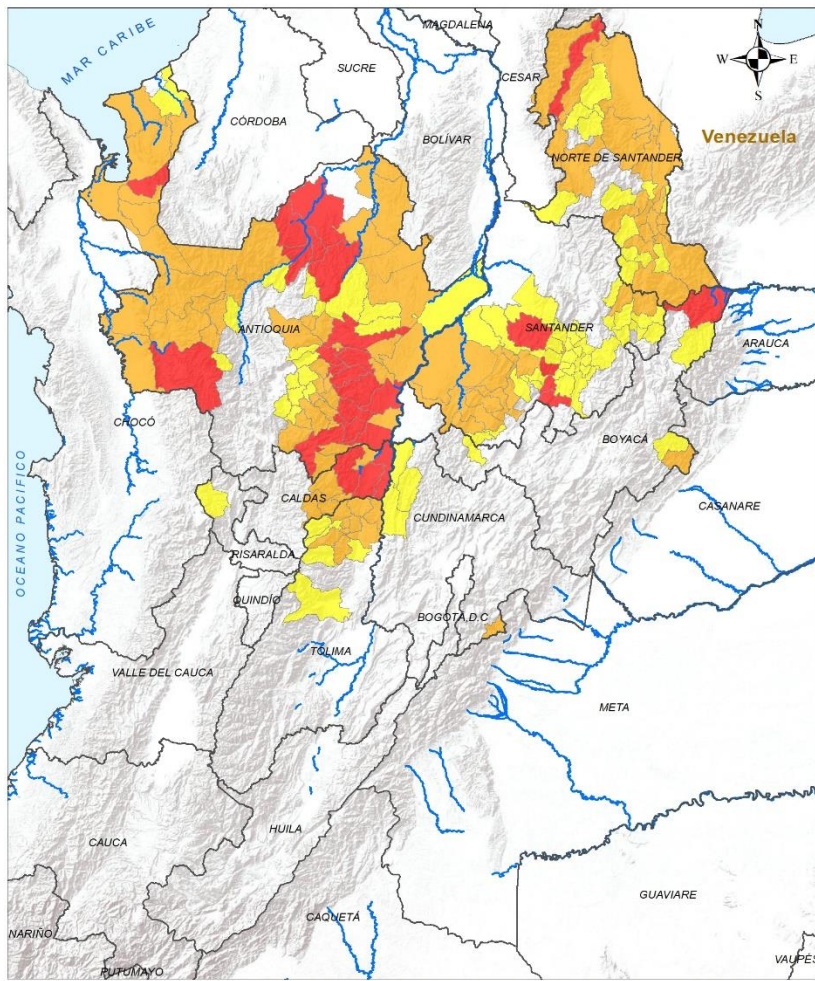 MAGDALENA
N
MAR CARIBE
SUCRE
CESAR
W
E
S
CÓRDOBA
BOLÍVAR
Venezuela
NORTE DE SANTANDER
ANTIOQUIA
SANTANDER
ARAUCA
CHOCÓ
BOYACÁ
CALDAS
CASANARE
CUNDINAMARCA
OCEANO PACIFICO
RISARALDA
QUINDÍO
BOGOTÁ,D.C
TOLIMA
VALLE DEL CAUCA
META
HUILA
CAUCA
GUAVIARE
CAQUETÁ
NARIÑO
VAUPÉS
PUTUMAYO